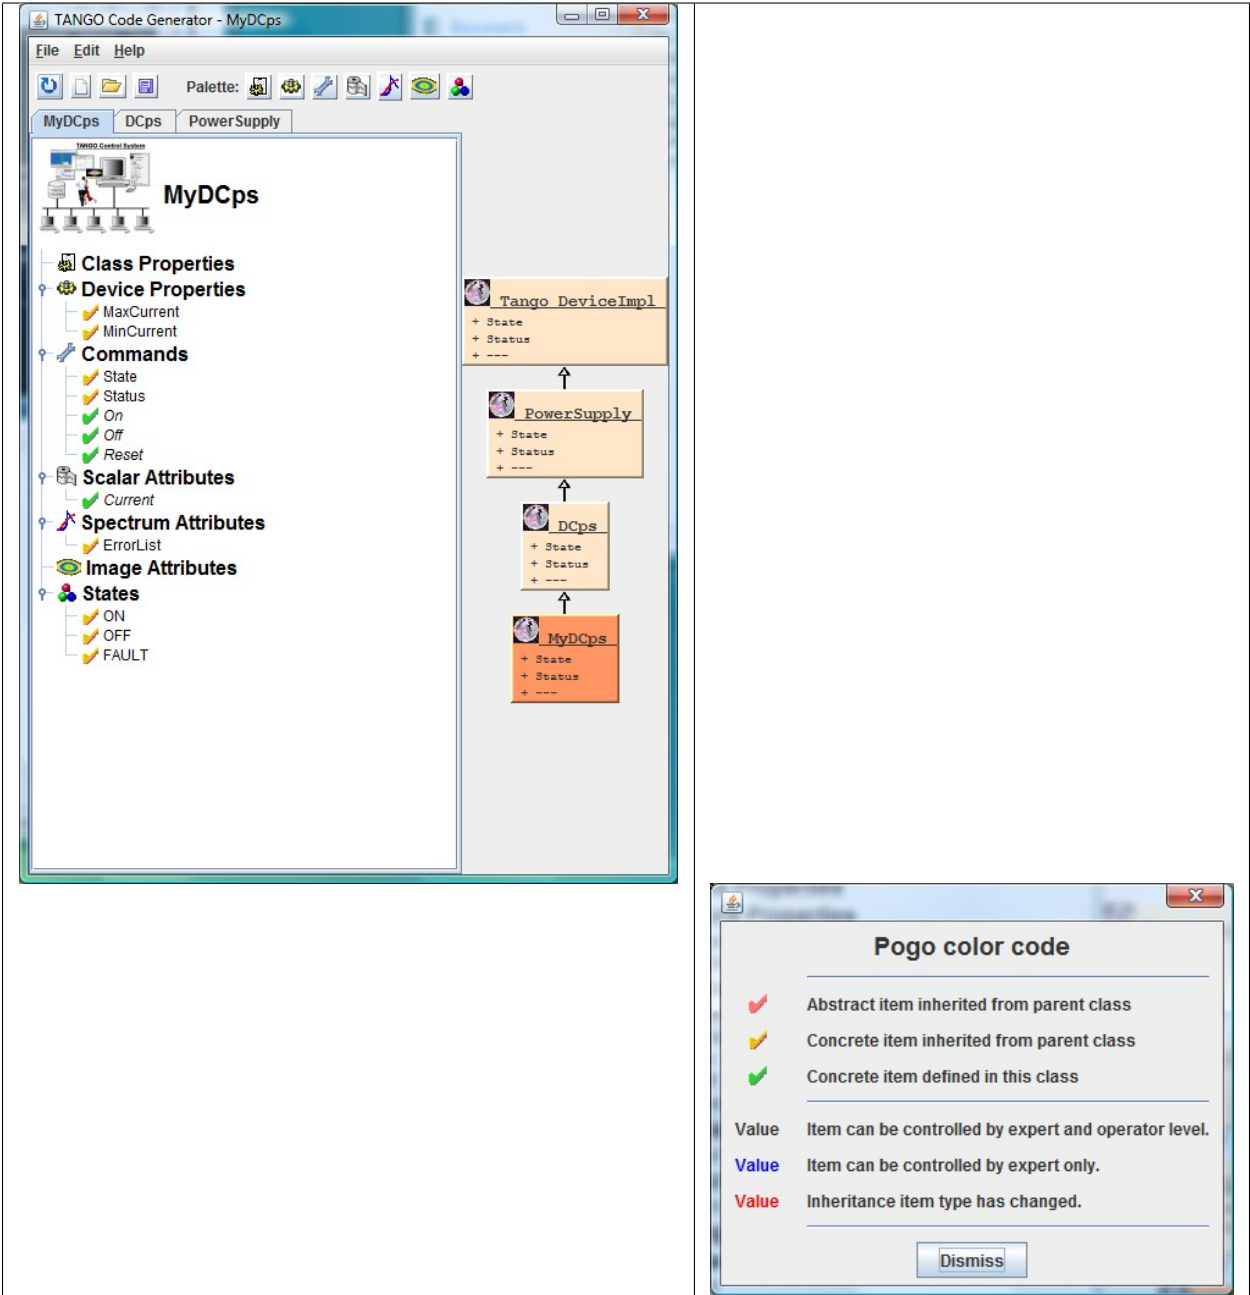 TANGO Code Generator - MyDCps
File Edit Help
Palette:
MyDCps DCps PowerSupply
TANGO Control System
MyDCps
Class Properties
Device Properties
MaxCurrent
MinCurrent
Commands
State
Status
On
Off
Reset
Scalar Attributes
Current
Spectrum Attributes
ErrorList
Image Attributes
States
ON
OFF
FAULT
Tango DeviceImpl
+ State
+ Status
+ ---
PowerSupply
+ State
+ Status
+ ---
DCps
+ State
+ Status
+ ---
MyDCps
+ State
+ Status
+ ---
Properties
Properties
Pogo color code
Abstract item inherited from parent class
Concrete item inherited from parent class
Concrete item defined in this class
Value Item can be controlled by expert and operator level.
Value Item can be controlled by expert only.
Value Inheritance item type has changed.
Dismiss